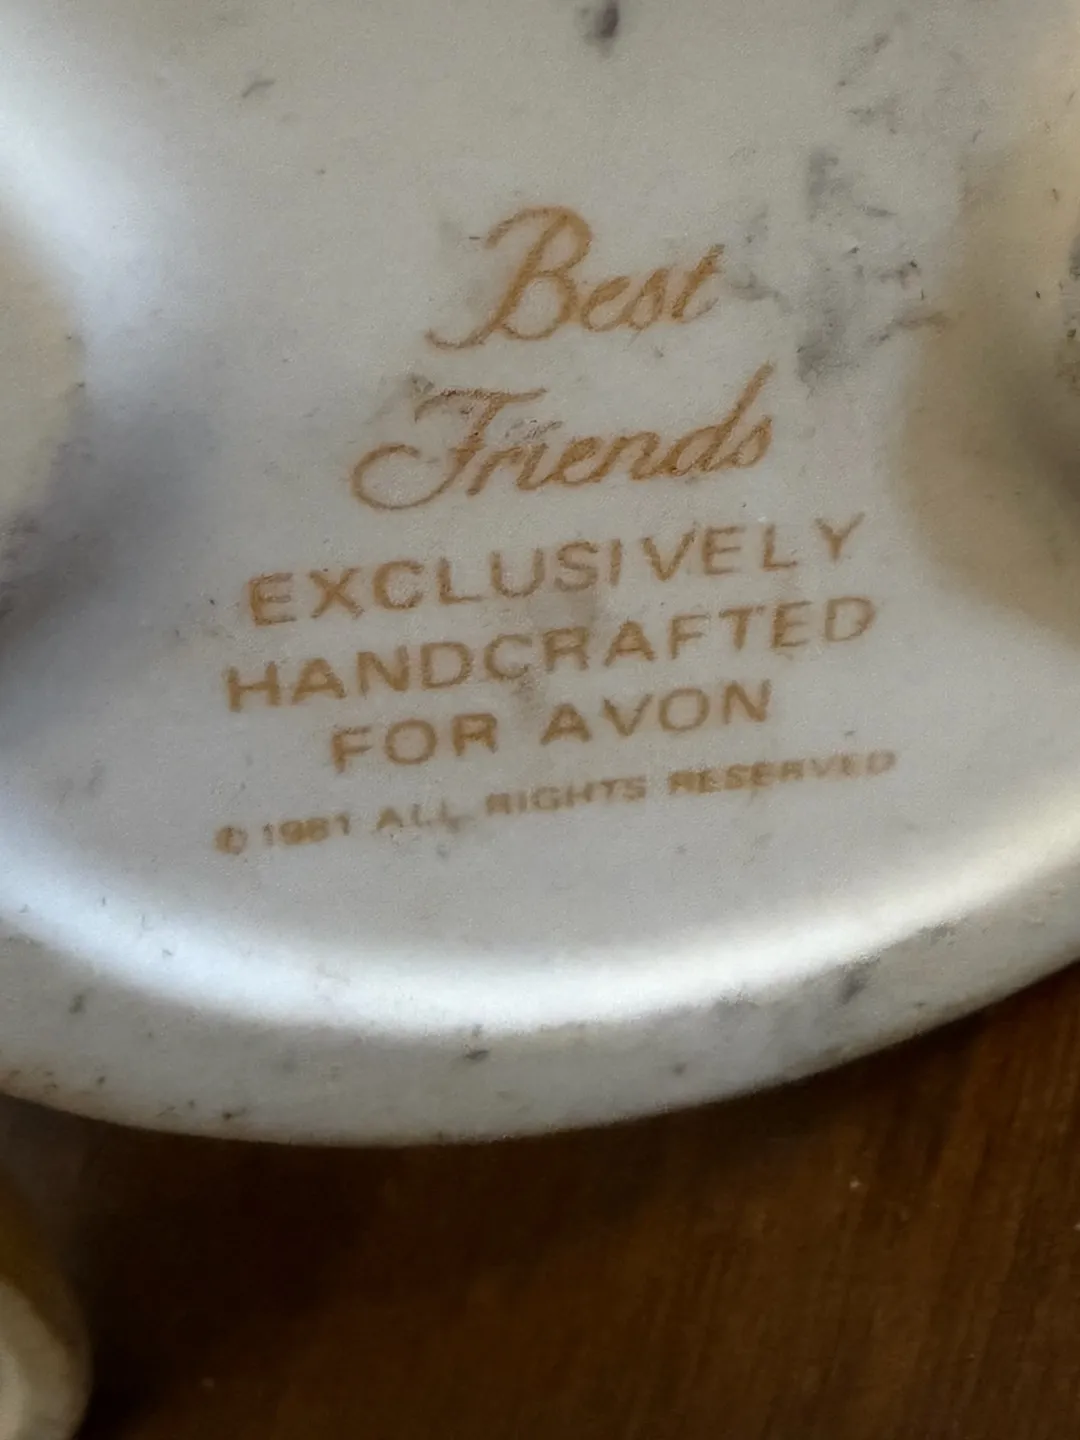 Best
Friends
EXCLUSIVELY
HANDCRAFTED
FOR AVON
© 1981 ALL RIGHTS RESERVED